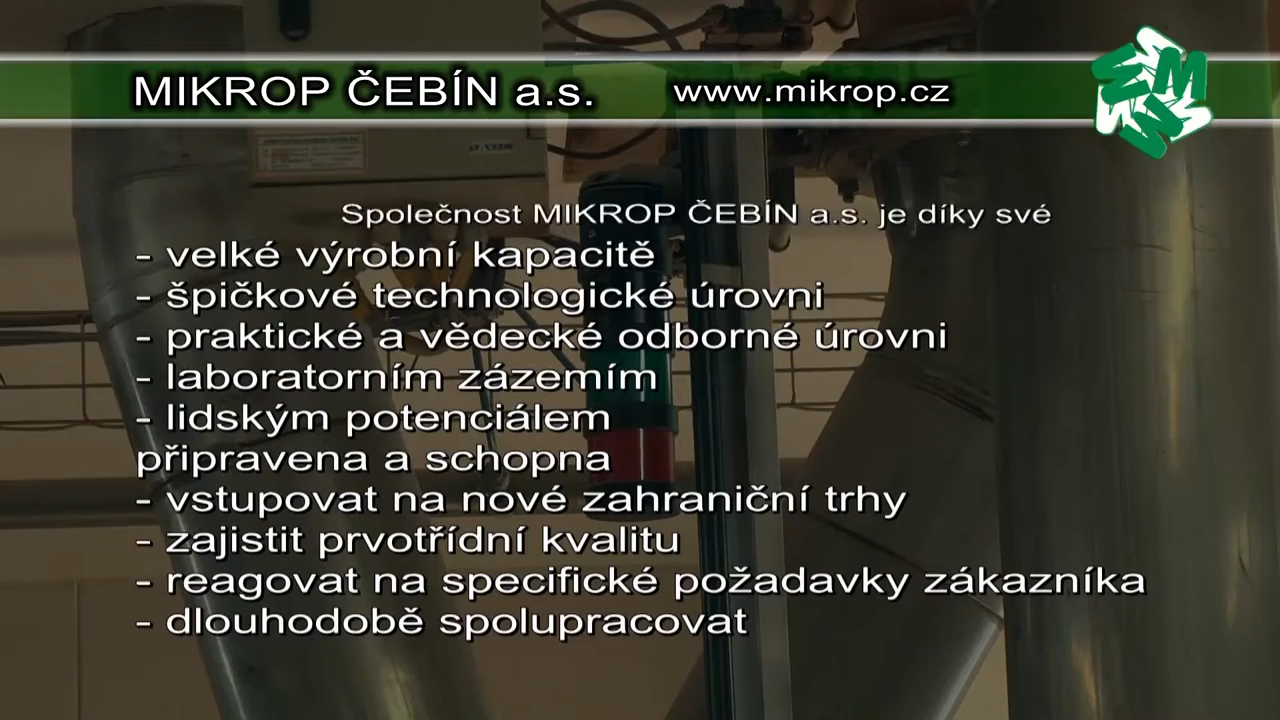 MIKROP ČEBÍN a.s. www.mikrop.cz
Společnost MIKROP ČEBÍN a.s. je díky své
- velké výrobní kapacitě
- špičkové technologické úrovni
- praktické a vědecké odborné úrovni
- laboratorním zázemím
- lidským potenciálem
připravena a schopna
- vstupovat na nové zahraniční trhy
- zajistit prvotřídní kvalitu
- reagovat na specifické požadavky zákazníka
- dlouhodobě spolupracovat